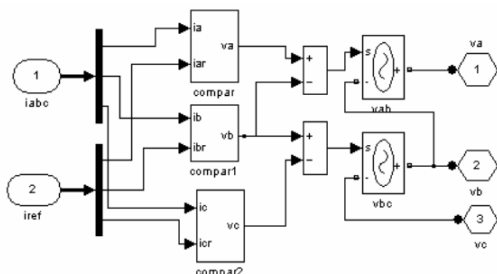 1
iabc
2
iref
ia
va
iar
compar
ib
vb
ibr
compar1
ic
vc
icr
compar2
+
−
+
−
s
+
-
vab
s
+
-
vbc
va
1
2
vb
3
vc